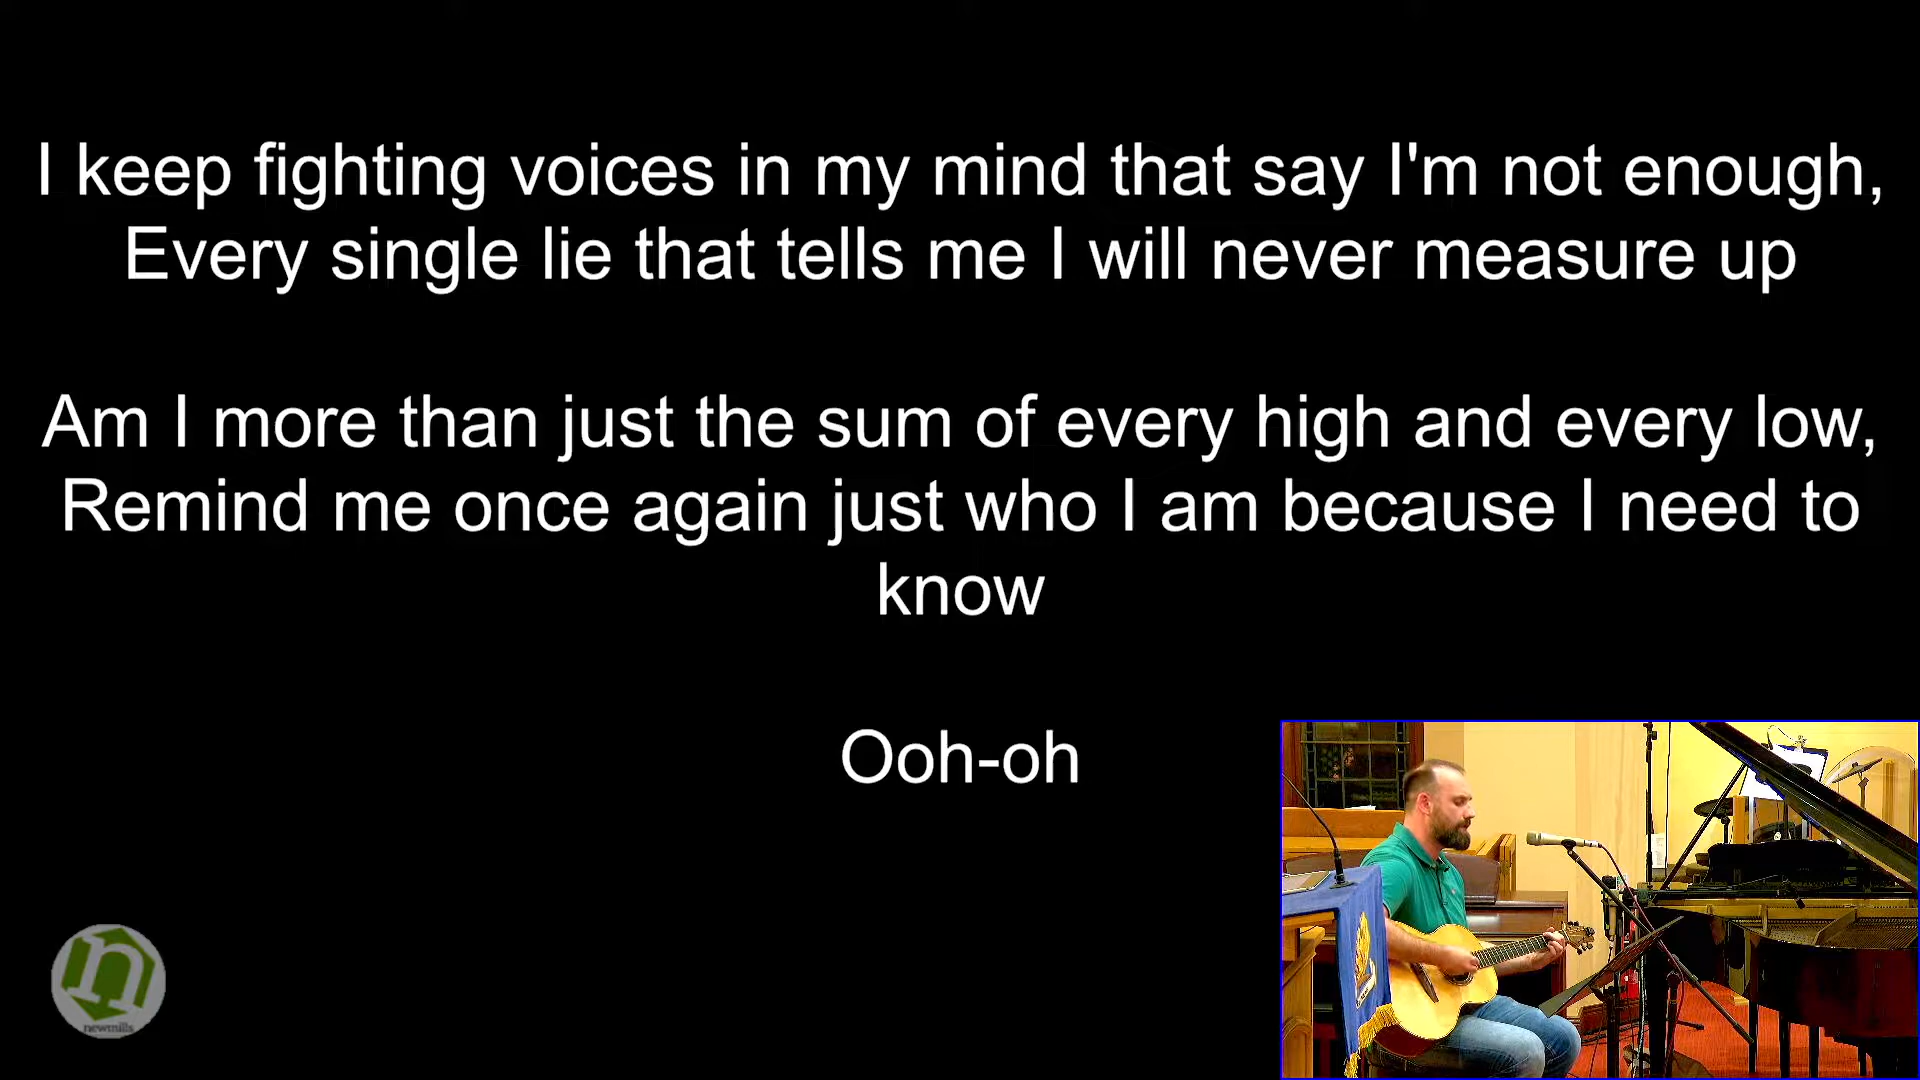 I keep fighting voices in my mind that say I'm not enough,
Every single lie that tells me I will never measure up
Am I more than just the sum of every high and every low,
Remind me once again just who I am because I need to
know
Ooh-oh
n
newmills